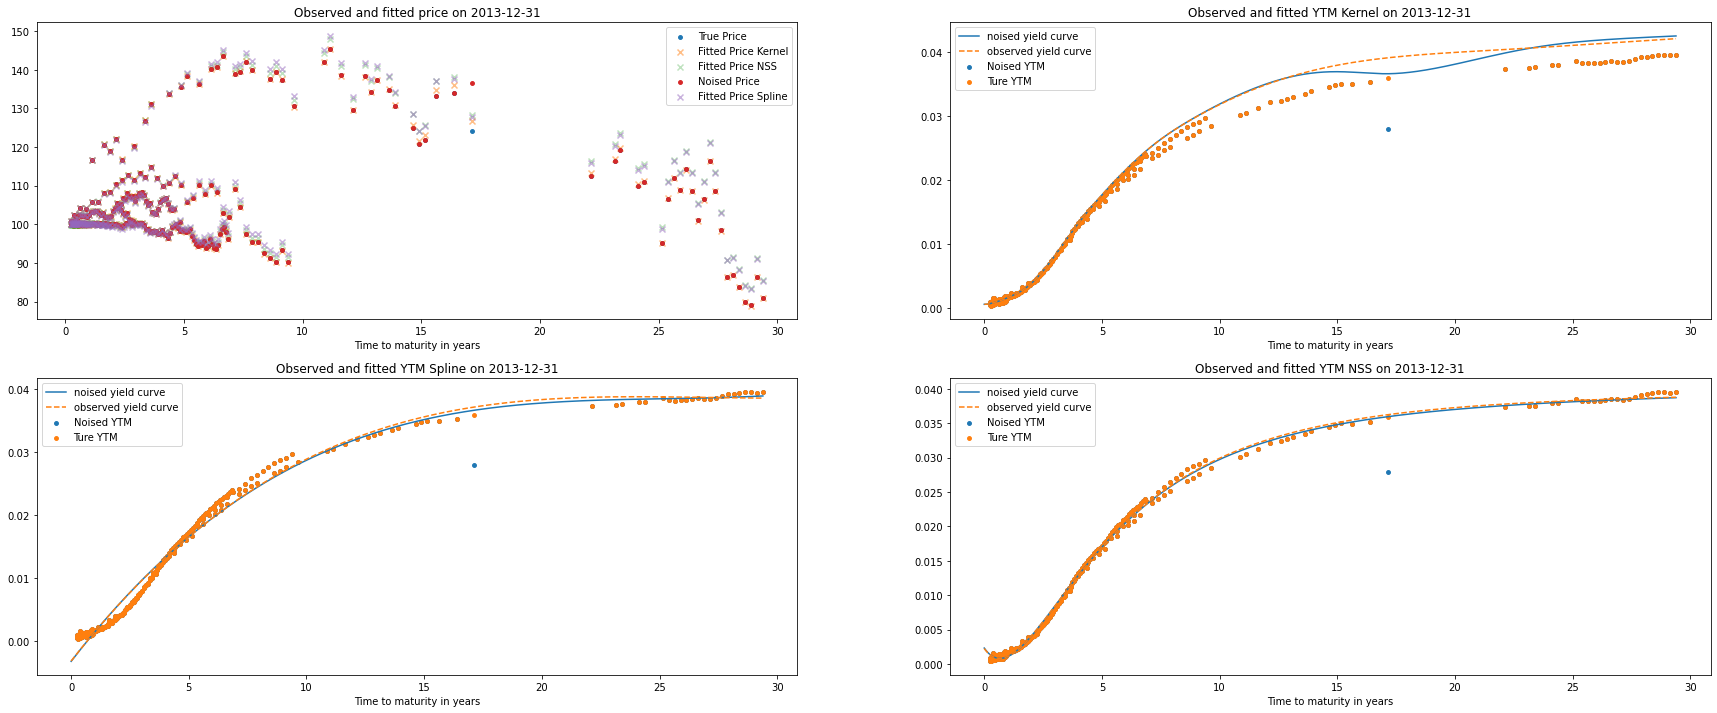 Observed and fitted price on 2013-12-31
150
140
130
120
110
100
90
80
True Price
Fitted Price Kernel
Fitted Price NSS
Noised Price
Fitted Price Spline
0 5 10 15 20 25 30
Time to maturity in years
Observed and fitted YTM Kernel on 2013-12-31
0.04
0.03
0.02
0.01
0.00
noised yield curve
observed yield curve
Noised YTM
Ture YTM
0 5 10 15 20 25 30
Time to maturity in years
Observed and fitted YTM Spline on 2013-12-31
0.04
0.03
0.02
0.01
0.00
noised yield curve
observed yield curve
Noised YTM
Ture YTM
0 5 10 15 20 25 30
Time to maturity in years
Observed and fitted YTM NSS on 2013-12-31
0.040
0.035
0.030
0.025
0.020
0.015
0.010
0.005
0.000
noised yield curve
observed yield curve
Noised YTM
Ture YTM
0 5 10 15 20 25 30
Time to maturity in years